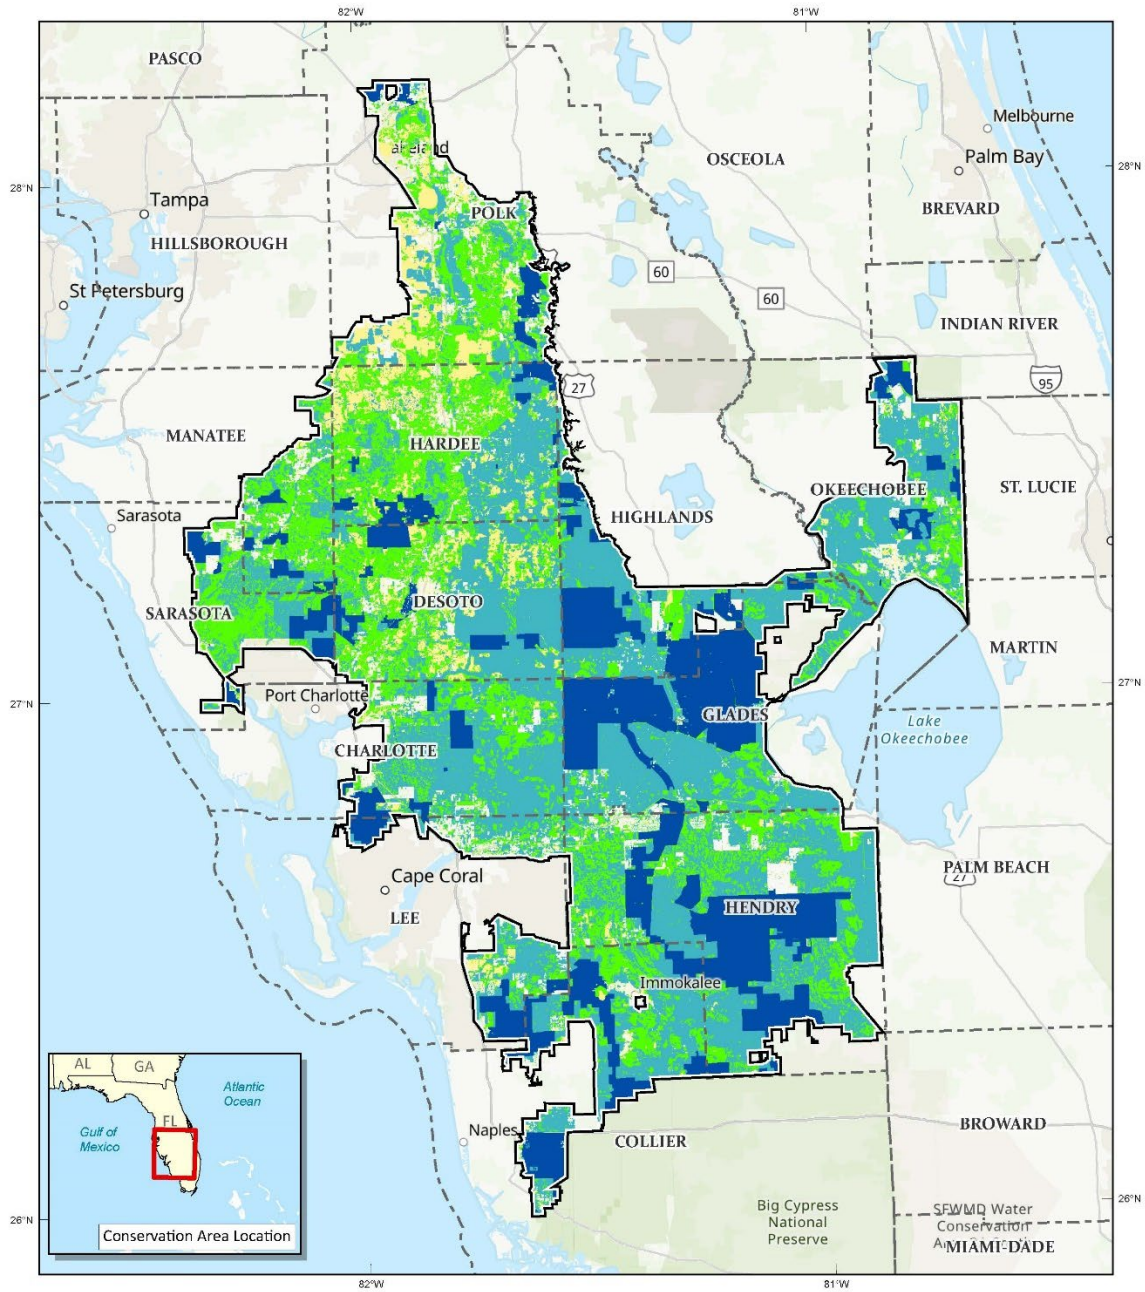 82°W
81°W
PASCO
Melbourne
OSCEOLA
Palm Bay
28°N
28°N
Tampa
POLK
BREVARD
HILLSBOROUGH
60
St Petersburg
60
INDIAN RIVER
27
95
MANATEE
HARDEE
OKEECHOBEE
ST. LUCIE
Sarasota
HIGHLANDS
SARASOTA
DESOTO
MARTIN
27°N
Port Charlotte
27°N
GLADES
Lake
Okeechobee
CHARLOTTE
PALM BEACH
27
Cape Coral
HENDRY
LEE
Immokalee
AL
GA
Atlantic
Ocean
FL
Gulf of
Mexico
Naples
BROWARD
COLLIER
Big Cypress
National
Preserve
SFWMD Water
Conservation
26°N
26°N
Conservation Area Location
MIAMI-DADE
82°W
81°W